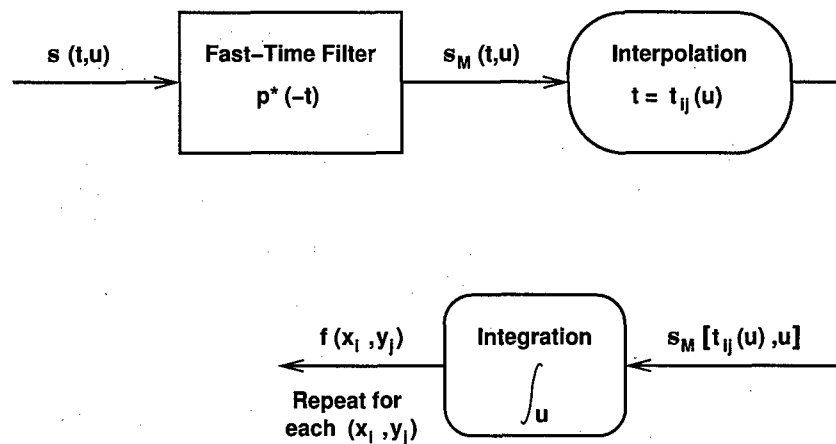 s (t,u)
Fast-Time Filter
p* (-t)
s_M (t,u)
Interpolation
t = t_ij (u)
f (x_i , y_j)
Repeat for
each (x_i , y_j)
Integration
∫_u
s_M [t_ij (u) , u]